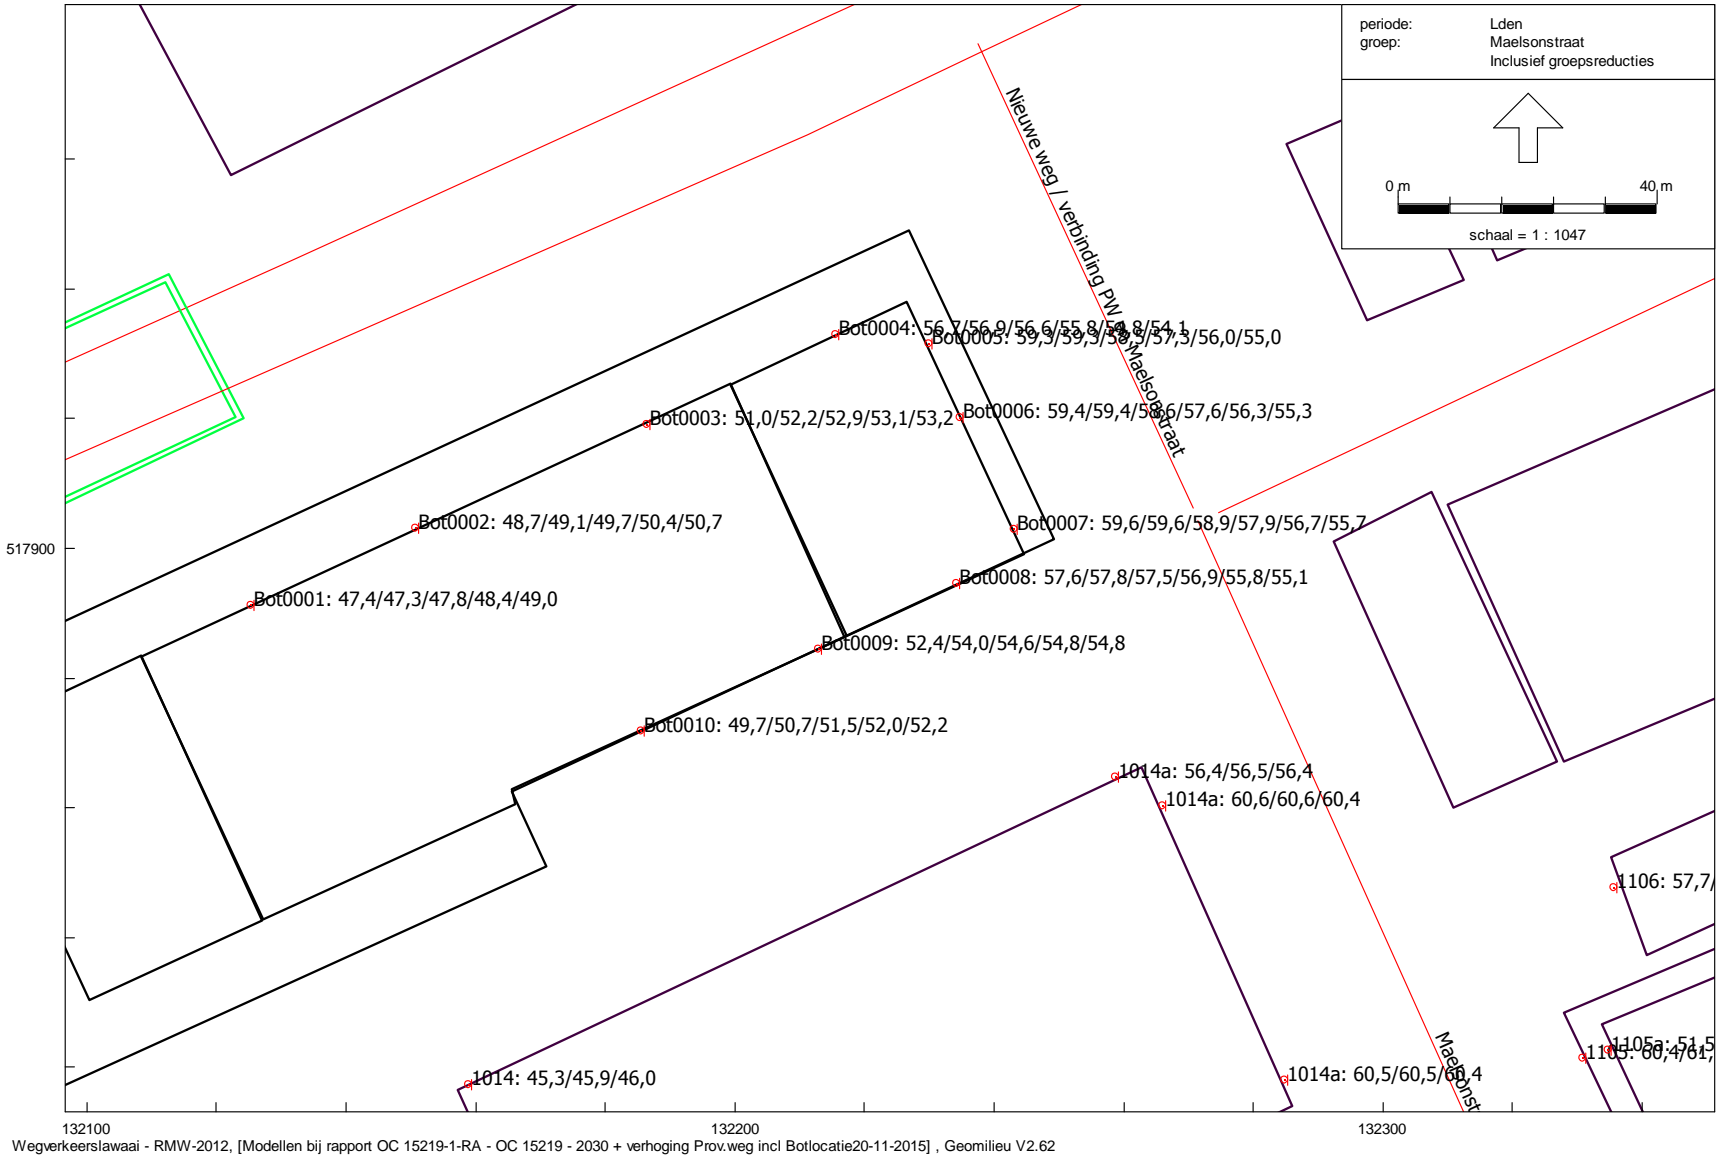 periode: Lden
groep: Maelsonstraat
Inclusief groepsreducties
0 m 40 m
schaal = 1 : 1047
Nieuwe weg / verbinding PW Maelsonstraat
Bot0004: 56,7/56,9/56,6/55,8/54,8/54,1
Bot0005: 59,3/59,3/58,5/57,3/56,0/55,0
Bot0006: 59,4/59,4/58,6/57,6/56,3/55,3
Bot0003: 51,0/52,2/52,9/53,1/53,2
Bot0002: 48,7/49,1/49,7/50,4/50,7
Bot0007: 59,6/59,6/58,9/57,9/56,7/55,7
517900
Bot0008: 57,6/57,8/57,5/56,9/55,8/55,1
Bot0001: 47,4/47,3/47,8/48,4/49,0
Bot0009: 52,4/54,0/54,6/54,8/54,8
Bot0010: 49,7/50,7/51,5/52,0/52,2
1014a: 56,4/56,5/56,4
1014a: 60,6/60,6/60,4
1106: 57,7/
1105a: 51,5
1105: 60,4/61,
Maelsonst
1014: 45,3/45,9/46,0
1014a: 60,5/60,5/60,4
132100 132200 132300
Wegverkeerslawaai - RMW-2012, [Modellen bij rapport OC 15219-1-RA - OC 15219 - 2030 + verhoging Prov.weg incl Botlocatie20-11-2015] , Geomilieu V2.62